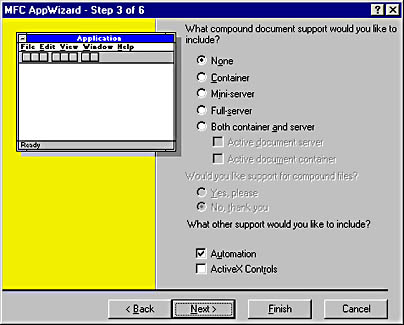 MFC AppWizard - Step 3 of 6
Application
File Edit View Window Help
Ready
What compound document support would you like to
include?
None
Container
Mini-server
Full-server
Both container and server
Active document server
Active document container
Would you like support for compound files?
Yes, please
No, thank you
What other support would you like to include?
Automation
ActiveX Controls
< Back
Next >
Finish
Cancel